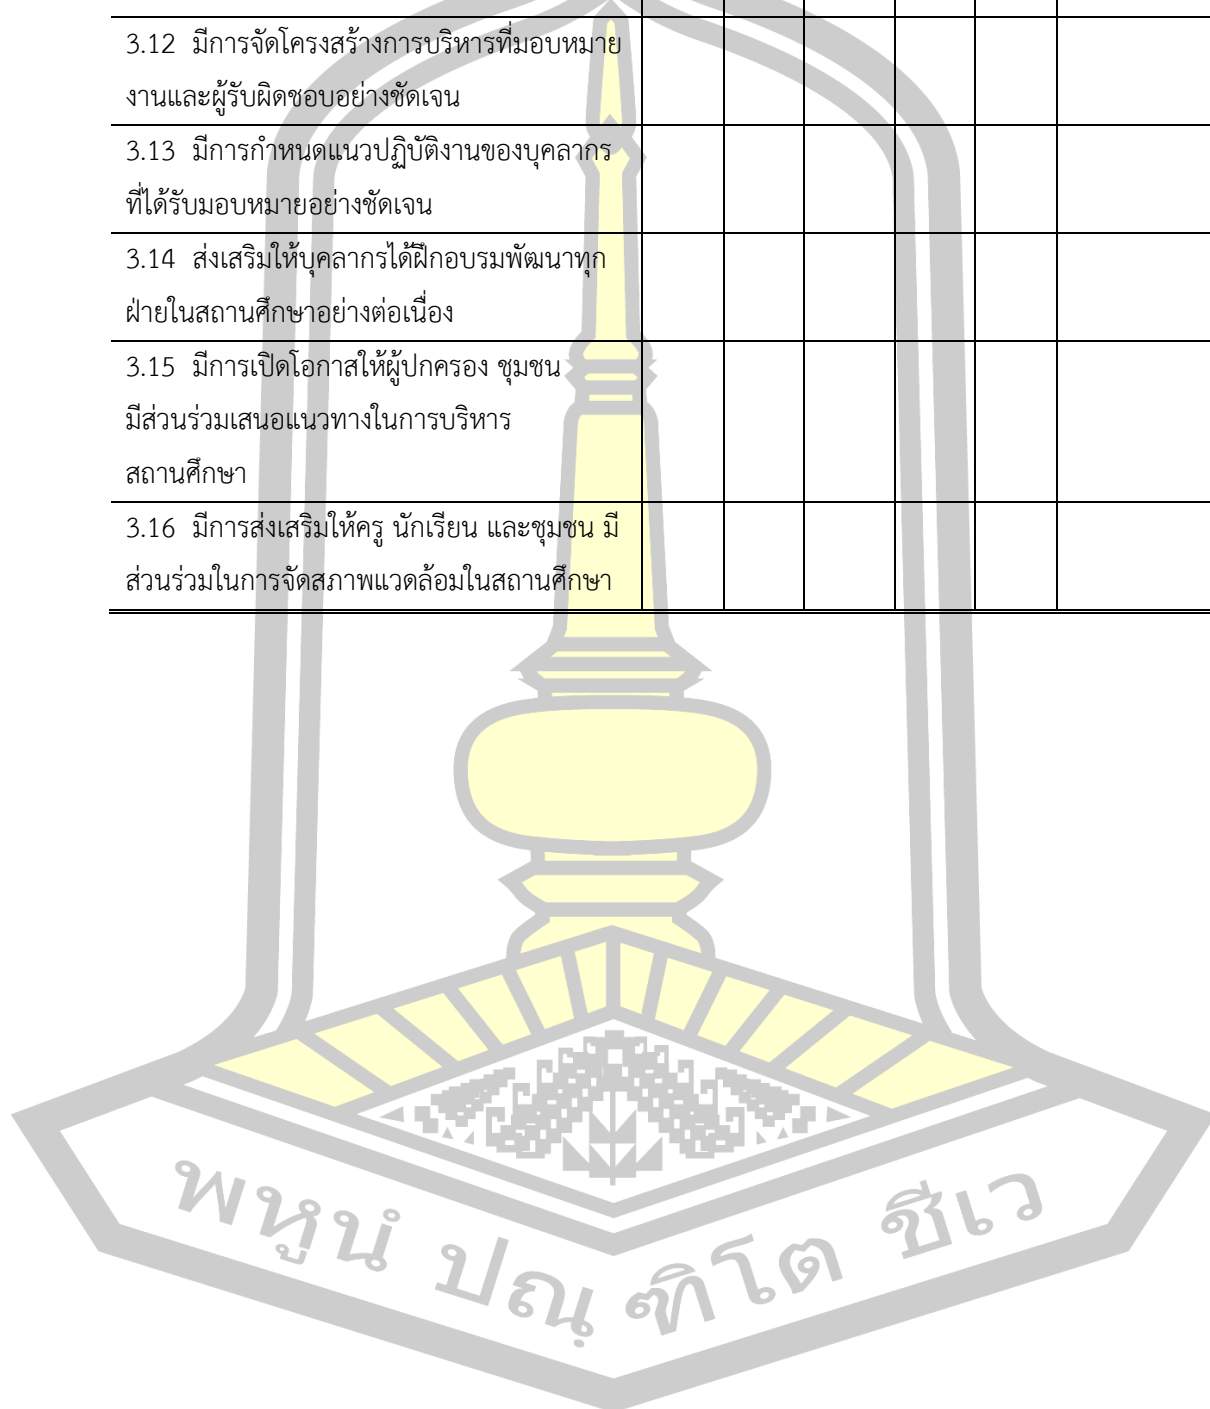 3.12 มีการจัดโครงสร้างการบริหารที่มอบหมาย
งานและผู้รับผิดชอบอย่างชัดเจน
3.13 มีการกำหนดแนวปฏิบัติงานของบุคลากร
ที่ได้รับมอบหมายอย่างชัดเจน
3.14 ส่งเสริมให้บุคลากรได้ฝึกอบรมพัฒนาทุก
ฝ่ายในสถานศึกษาอย่างต่อเนื่อง
3.15 มีการเปิดโอกาสให้ผู้ปกครอง ชุมชน
มีส่วนร่วมเสนอแนวทางในการบริหาร
สถานศึกษา
3.16 มีการส่งเสริมให้ครู นักเรียน และชุมชน มี
ส่วนร่วมในการจัดสภาพแวดล้อมในสถานศึกษา
พหูนํ ปณฺฑิโต ชีเว